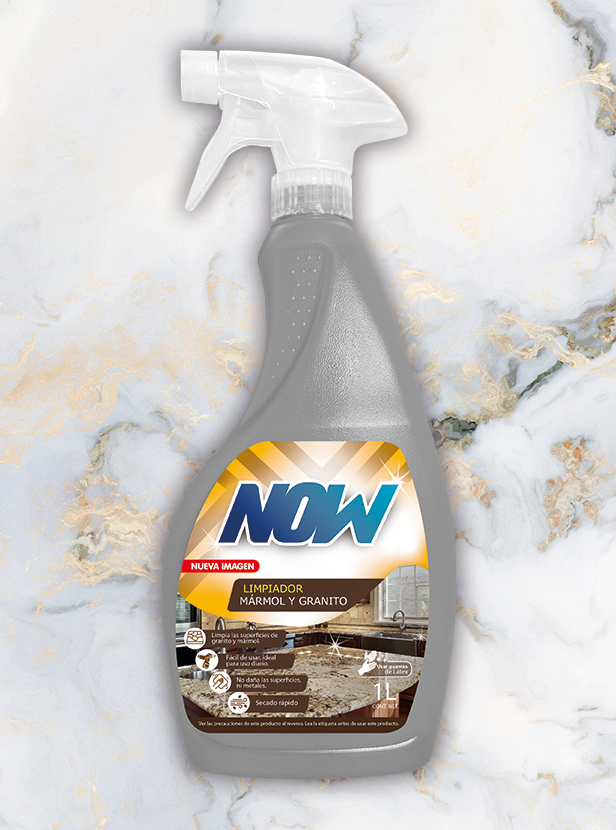 NOW
NUEVA IMAGEN
LIMPIADOR
MÁRMOL Y GRANITO
Limpia las superficies de
granito y mármol.
Fácil de usar, ideal
para uso diario.
No daña las superficies,
ni metales.
Secado rápido
Usar guantes
de Látex
1L
CONT. NET.
Ver las precauciones de este producto al reverso. Lea la etiqueta antes de usar este producto.